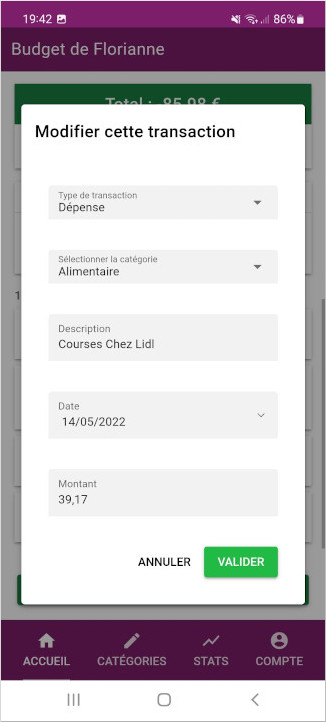 19:42 86%
Budget de Florianne
Total : 85,98 €
Modifier cette transaction
Type de transaction
Dépense
Sélectionner la catégorie
Alimentaire
Description
Courses Chez Lidl
Date
14/05/2022
Montant
39,17
ANNULER VALIDER
ACCUEIL CATÉGORIES STATS COMPTE